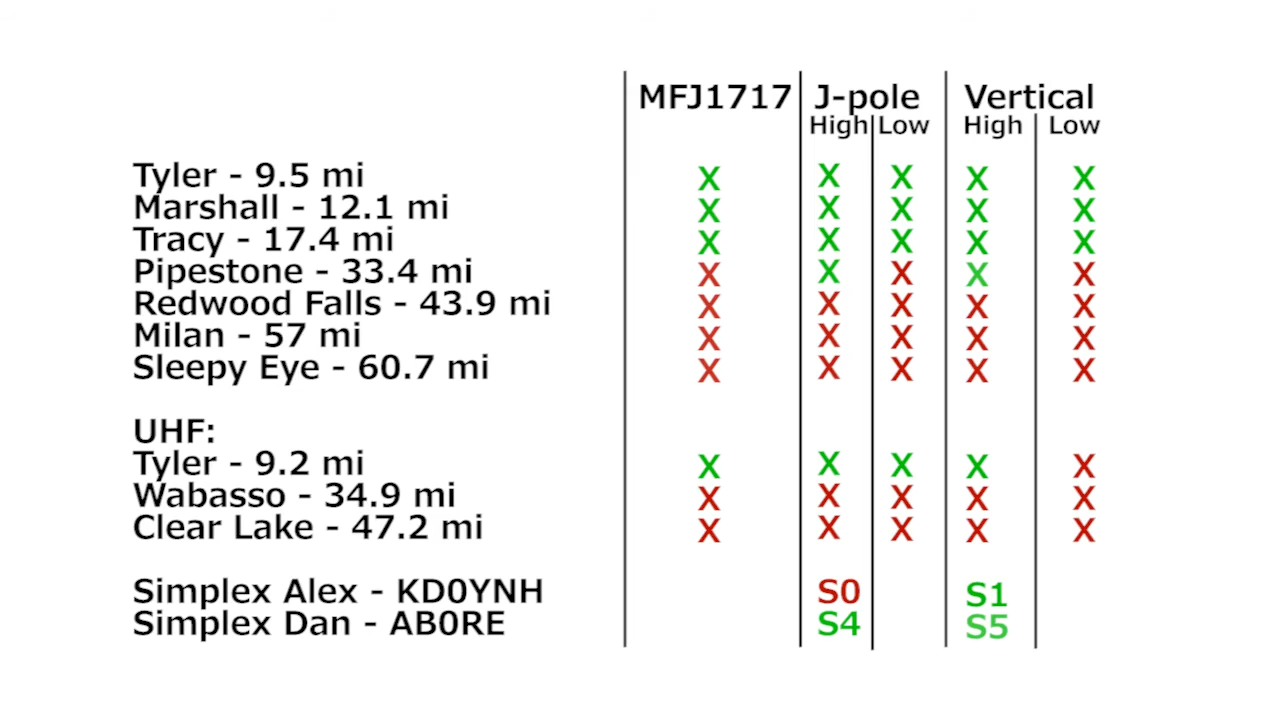 MFJ1717 J-pole Vertical
High Low High Low
Tyler - 9.5 mi X X X X X
Marshall - 12.1 mi X X X X X
Tracy - 17.4 mi X X X X X
Pipestone - 33.4 mi X X X X X
Redwood Falls - 43.9 mi X X X X X
Milan - 57 mi X X X X X
Sleepy Eye - 60.7 mi X X X X X
UHF:
Tyler - 9.2 mi X X X X X
Wabasso - 34.9 mi X X X X X
Clear Lake - 47.2 mi X X X X X
Simplex Alex - KD0YNH S0 S1
Simplex Dan - AB0RE S4 S5